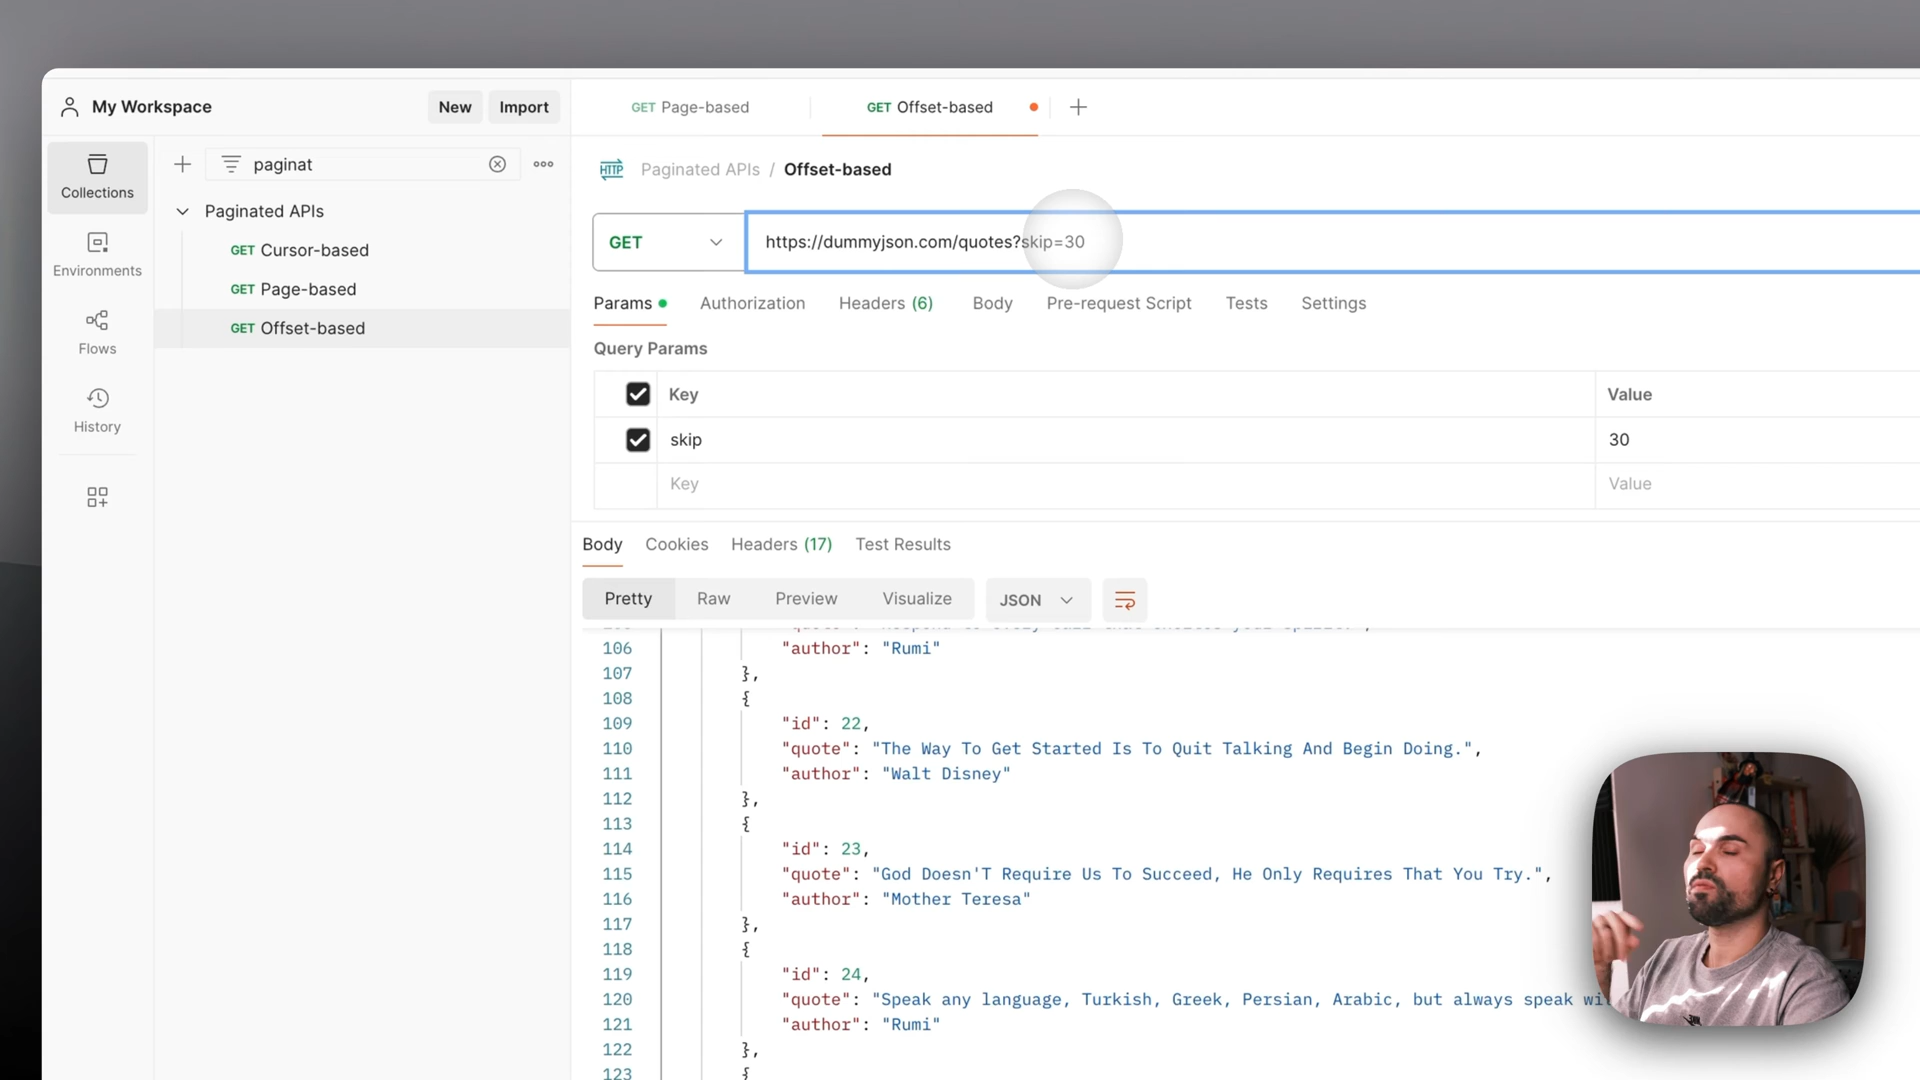 My Workspace
New
Import
GET Page-based
GET Offset-based
Collections
paginat
HTTP
Paginated APIs / Offset-based
Paginated APIs
GET Cursor-based
GET Page-based
GET Offset-based
Environments
Flows
History
GET
https://dummyjson.com/quotes?skip=30
Params
Authorization
Headers (6)
Body
Pre-request Script
Tests
Settings
Query Params
Key
Value
skip
30
Key
Value
Body
Cookies
Headers (17)
Test Results
Pretty
Raw
Preview
Visualize
JSON
106 "author": "Rumi"
107 },
108 {
109 "id": 22,
110 "quote": "The Way To Get Started Is To Quit Talking And Begin Doing.",
111 "author": "Walt Disney"
112 },
113 {
114 "id": 23,
115 "quote": "God Doesn'T Require Us To Succeed, He Only Requires That You Try.",
116 "author": "Mother Teresa"
117 },
118 {
119 "id": 24,
120 "quote": "Speak any language, Turkish, Greek, Persian, Arabic, but always speak
121 "author": "Rumi"
122 },
123 {